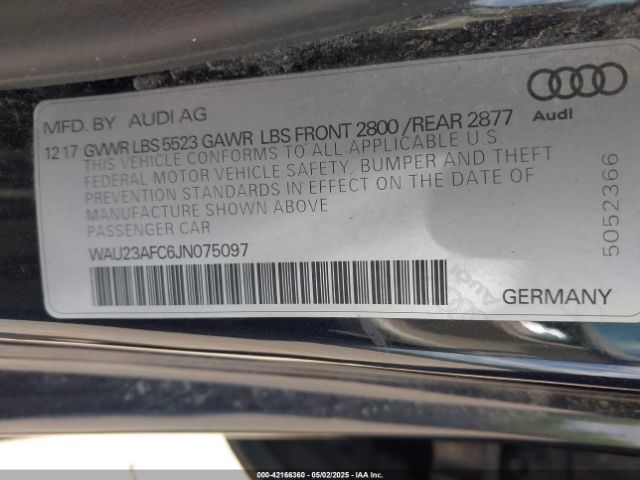 MFD. BY AUDI AG
Audi
12 17 GVWR LBS 5523 GAWR LBS FRONT 2800 / REAR 2877
THIS VEHICLE CONFORMS TO ALL APPLICABLE U.S
FEDERAL MOTOR VEHICLE SAFETY, BUMPER AND THEFT
PREVENTION STANDARDS IN EFFECT ON THE DATE OF
MANUFACTURE SHOWN ABOVE
PASSENGER CAR
WAU23AFC6JN075097
5052366
Audi
GERMANY
000-42166360 - 05/02/2025 - IAA Inc.